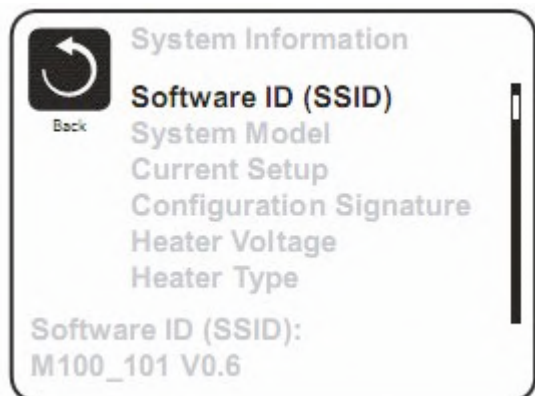 System Information
Back
Software ID (SSID)
System Model
Current Setup
Configuration Signature
Heater Voltage
Heater Type
Software ID (SSID):
M100_101 V0.6